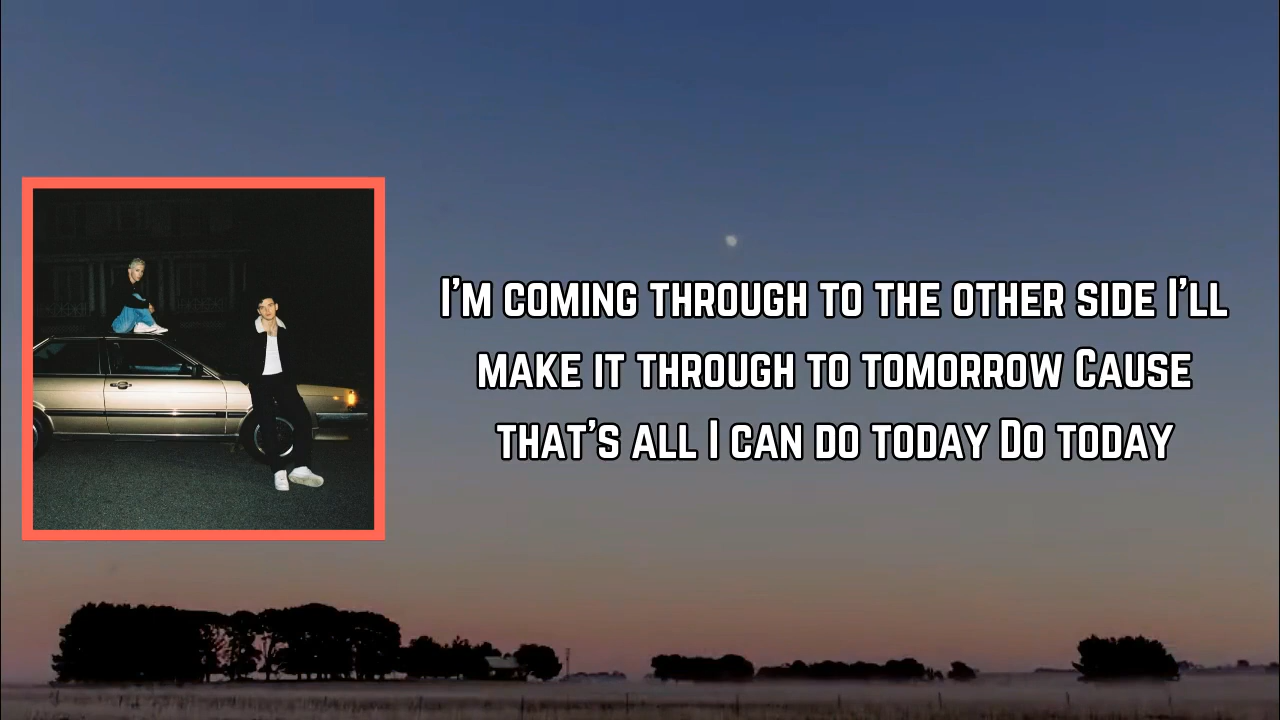 I'm coming through to the other side I'll
make it through to tomorrow Cause
that's all I can do today Do today